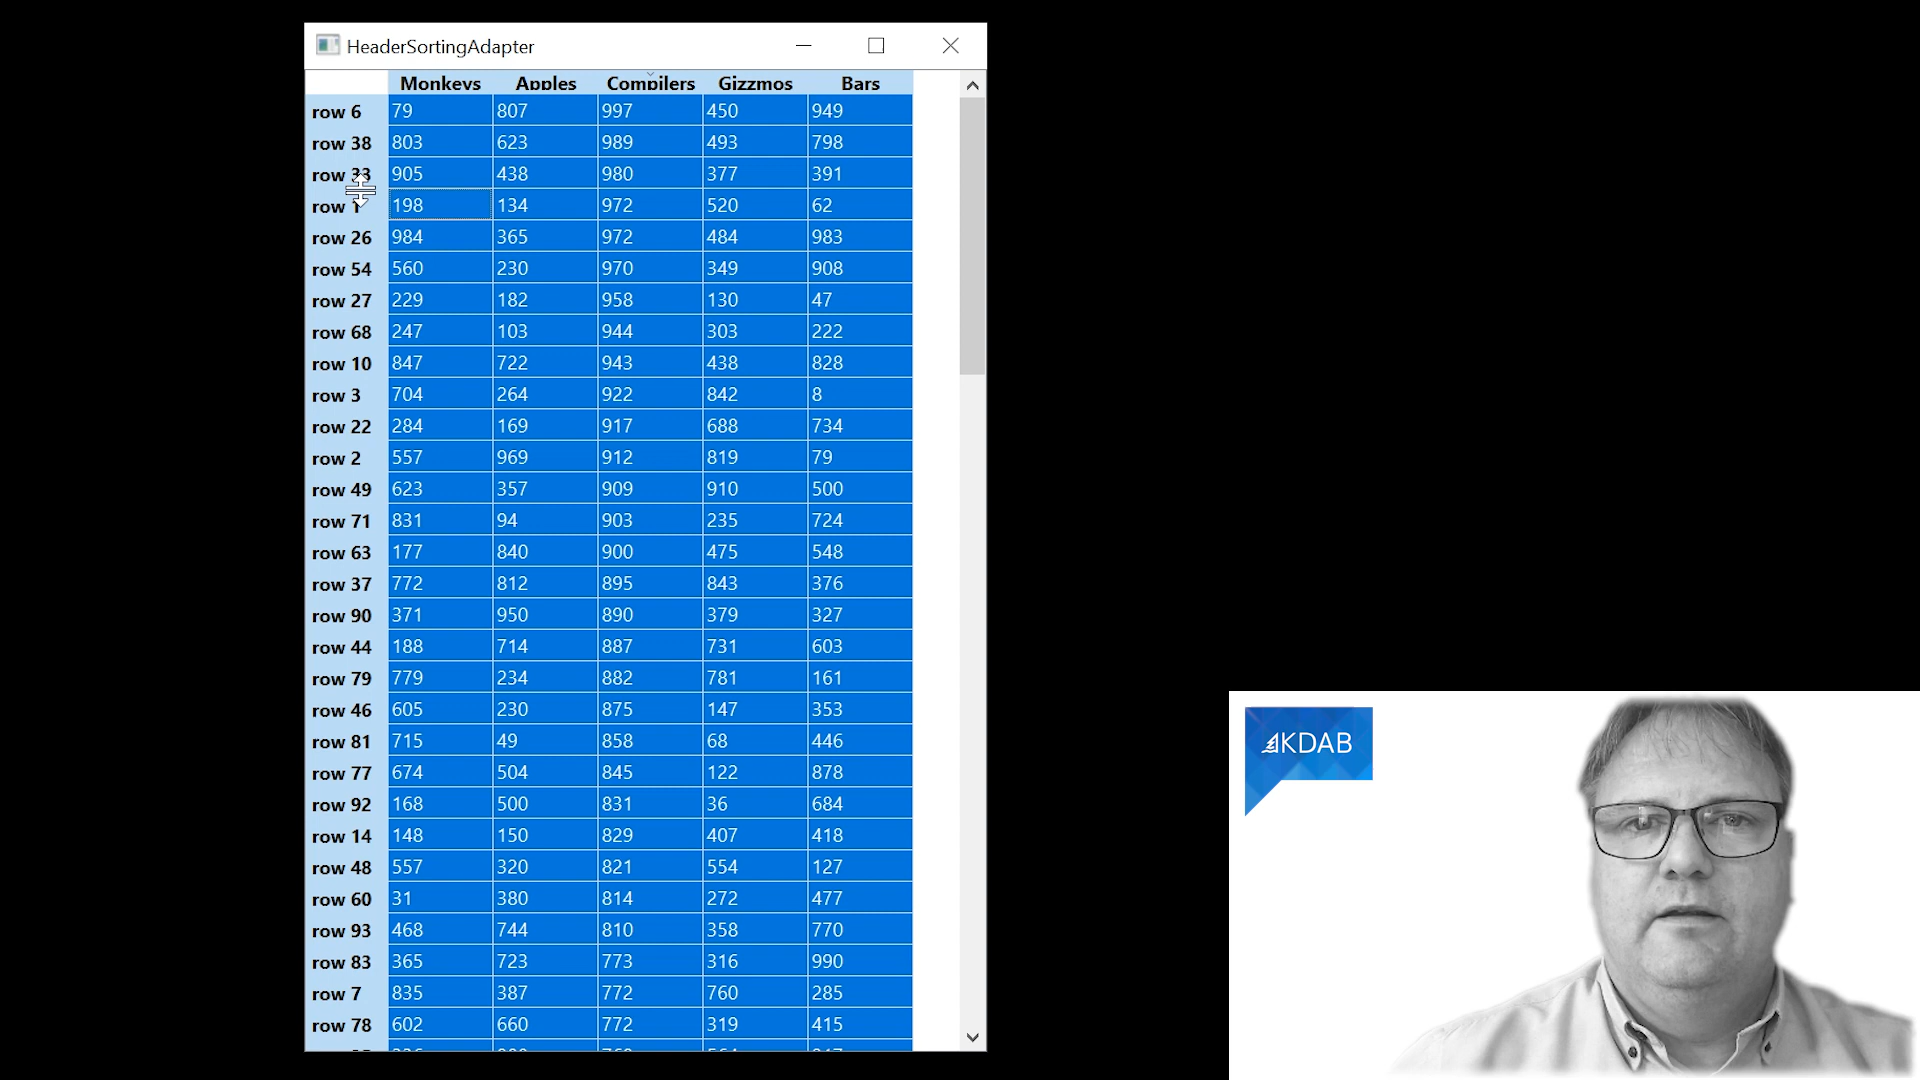 HeaderSortingAdapter
Monkeys Apples Compilers Gizzmos Bars
row 6 79 807 997 450 949
row 38 803 623 989 493 798
row 33 905 438 980 377 391
row 1 198 134 972 520 62
row 26 984 365 972 484 983
row 54 560 230 970 349 908
row 27 229 182 958 130 47
row 68 247 103 944 303 222
row 10 847 722 943 438 828
row 3 704 264 922 842 8
row 22 284 169 917 688 734
row 2 557 969 912 819 79
row 49 623 357 909 910 500
row 71 831 94 903 235 724
row 63 177 840 900 475 548
row 37 772 812 895 843 376
row 90 371 950 890 379 327
row 44 188 714 887 731 603
row 79 779 234 882 781 161
row 46 605 230 875 147 353
row 81 715 49 858 68 446
row 77 674 504 845 122 878
row 92 168 500 831 36 684
row 14 148 150 829 407 418
row 48 557 320 821 554 127
row 60 31 380 814 272 477
row 93 468 744 810 358 770
row 83 365 723 773 316 990
row 7 835 387 772 760 285
row 78 602 660 772 319 415
KDAB